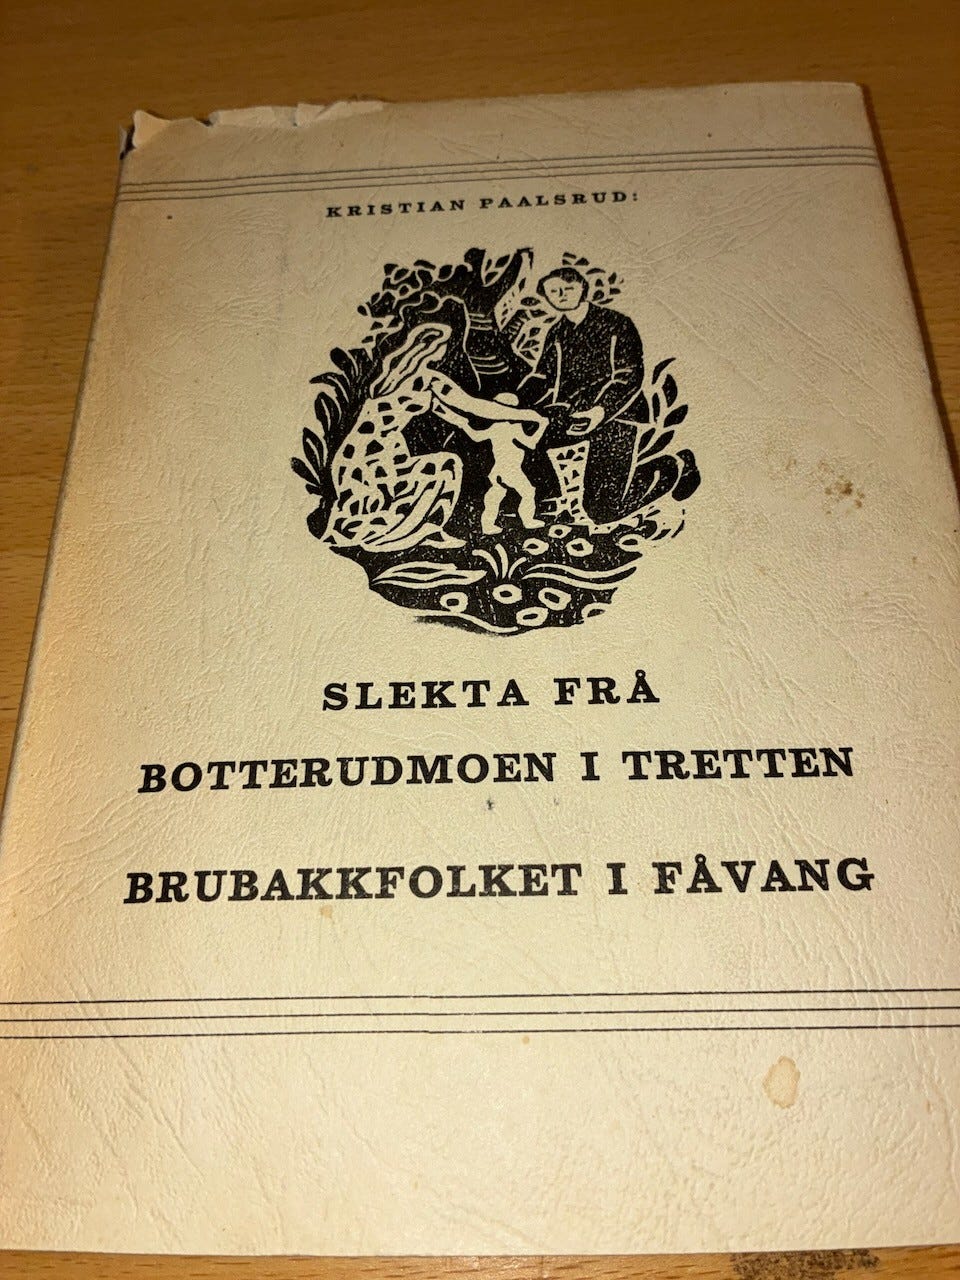 KRISTIAN PAALSRUD:
SLEKTA FRÅ
BOTTERUDMOEN I TRETTEN
BRUBAKKFOLKET I FÅVANG